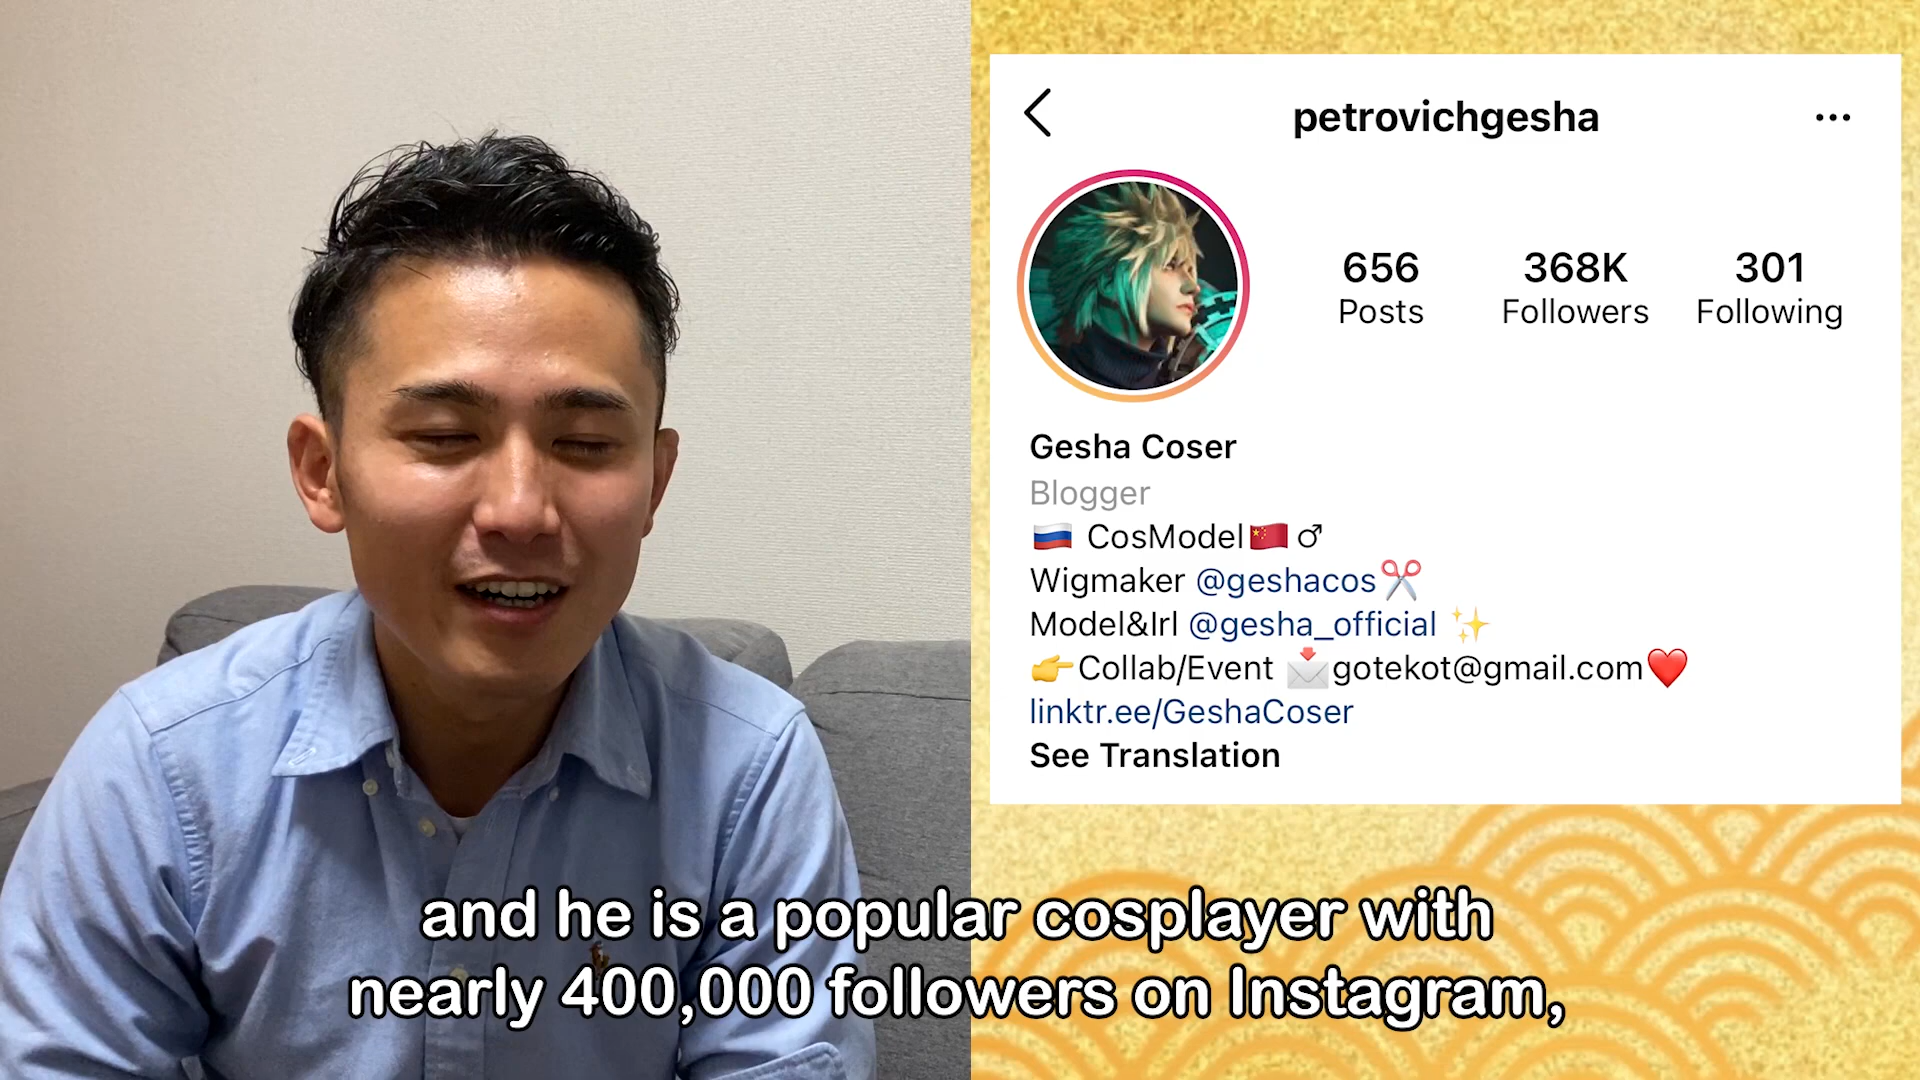 petrovichgesha
656 368K 301
Posts Followers Following
Gesha Coser
Blogger
🇷🇺 CosModel🇨🇳♂
Wigmaker @geshacos✂️
Model&Irl @gesha_official ✨
👉Collab/Event 📩gotekot@gmail.com❤️
linktr.ee/GeshaCoser
See Translation
and he is a popular cosplayer with
nearly 400,000 followers on Instagram,